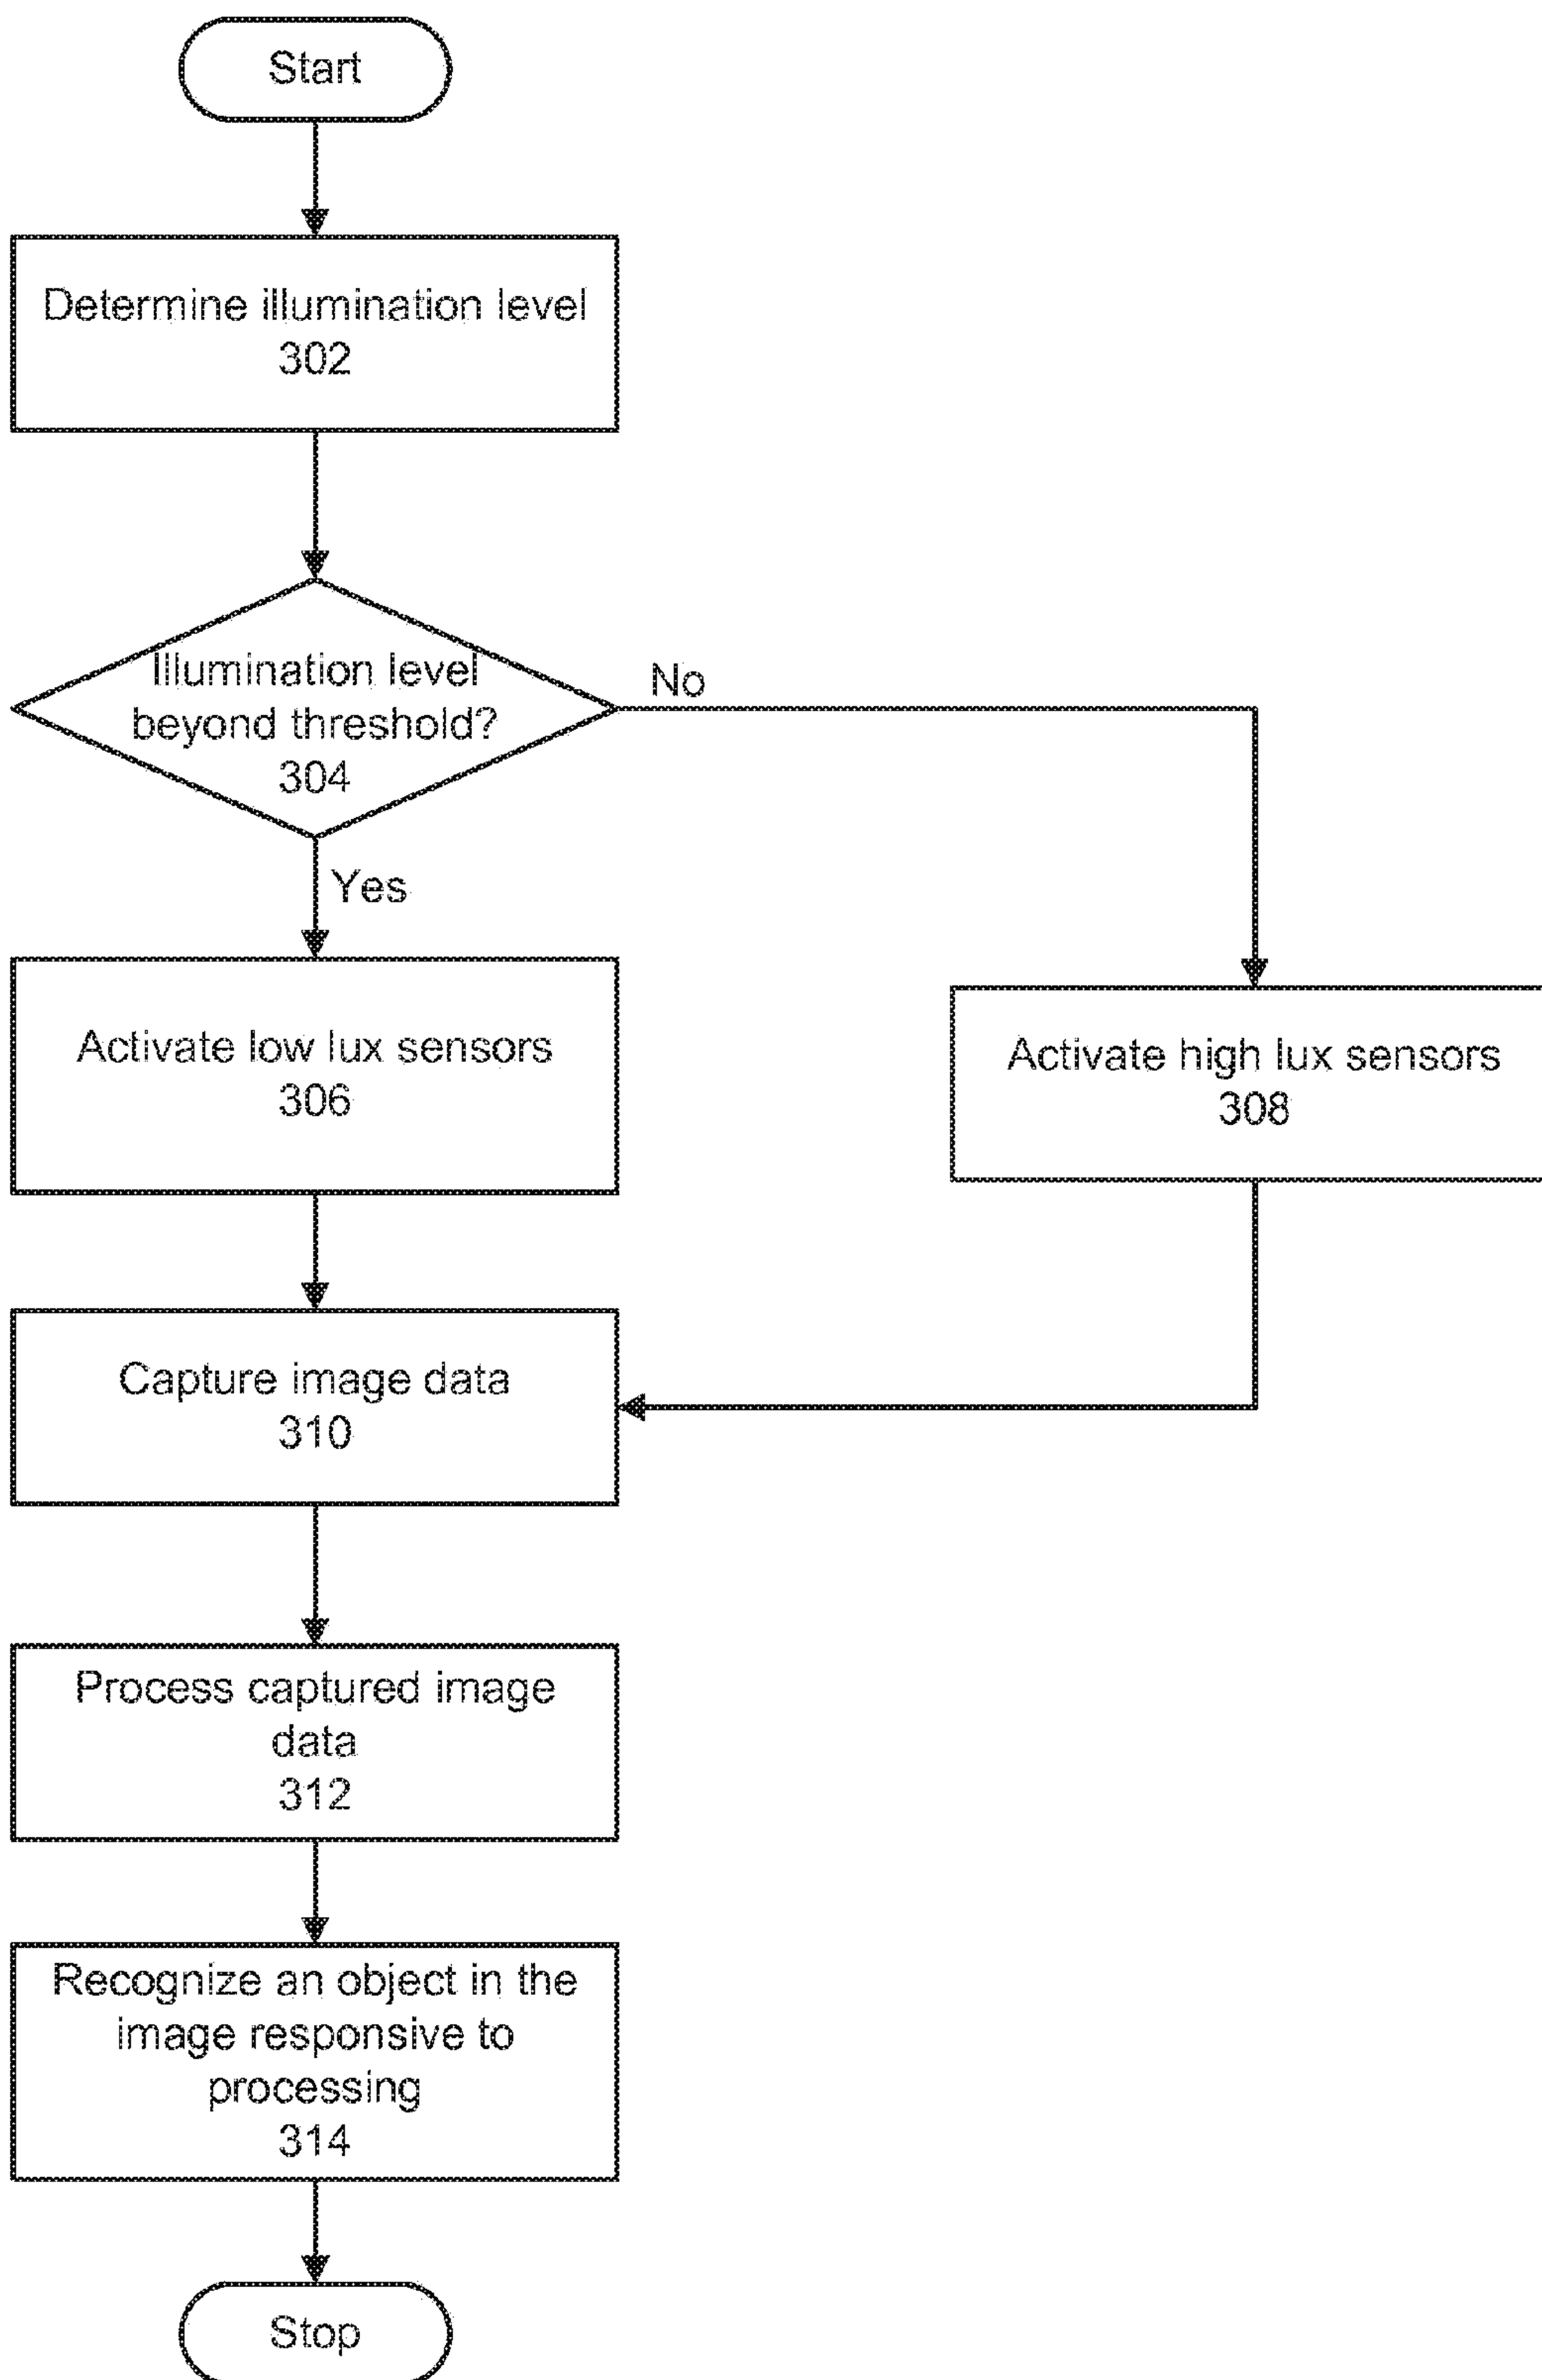 Start
Determine illumination level
302
Illumination level
beyond threshold?
304
No
Yes
Activate low lux sensors
306
Activate high lux sensors
308
Capture image data
310
Process captured image
data
312
Recognize an object in the
image responsive to
processing
314
Stop